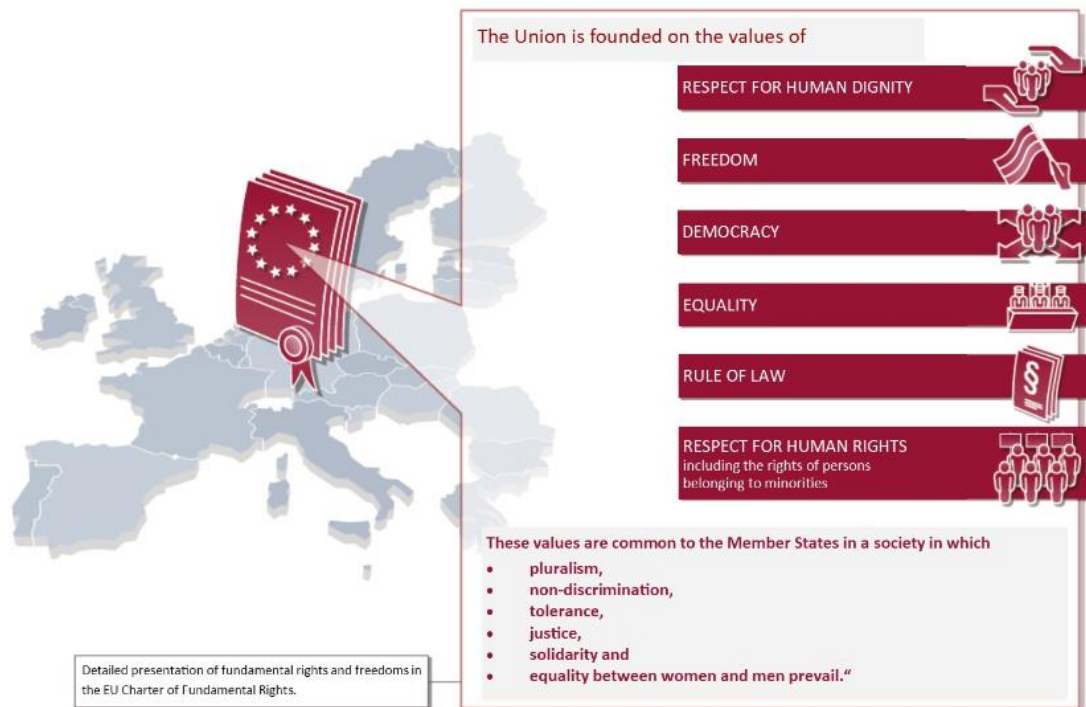 The Union is founded on the values of
RESPECT FOR HUMAN DIGNITY
FREEDOM
DEMOCRACY
EQUALITY
RULE OF LAW
§
RESPECT FOR HUMAN RIGHTS
including the rights of persons
belonging to minorities
These values are common to the Member States in a society in which
• pluralism,
• non-discrimination,
• tolerance,
• justice,
• solidarity and
• equality between women and men prevail.“
Detailed presentation of fundamental rights and freedoms in
the EU Charter of Fundamental Rights.